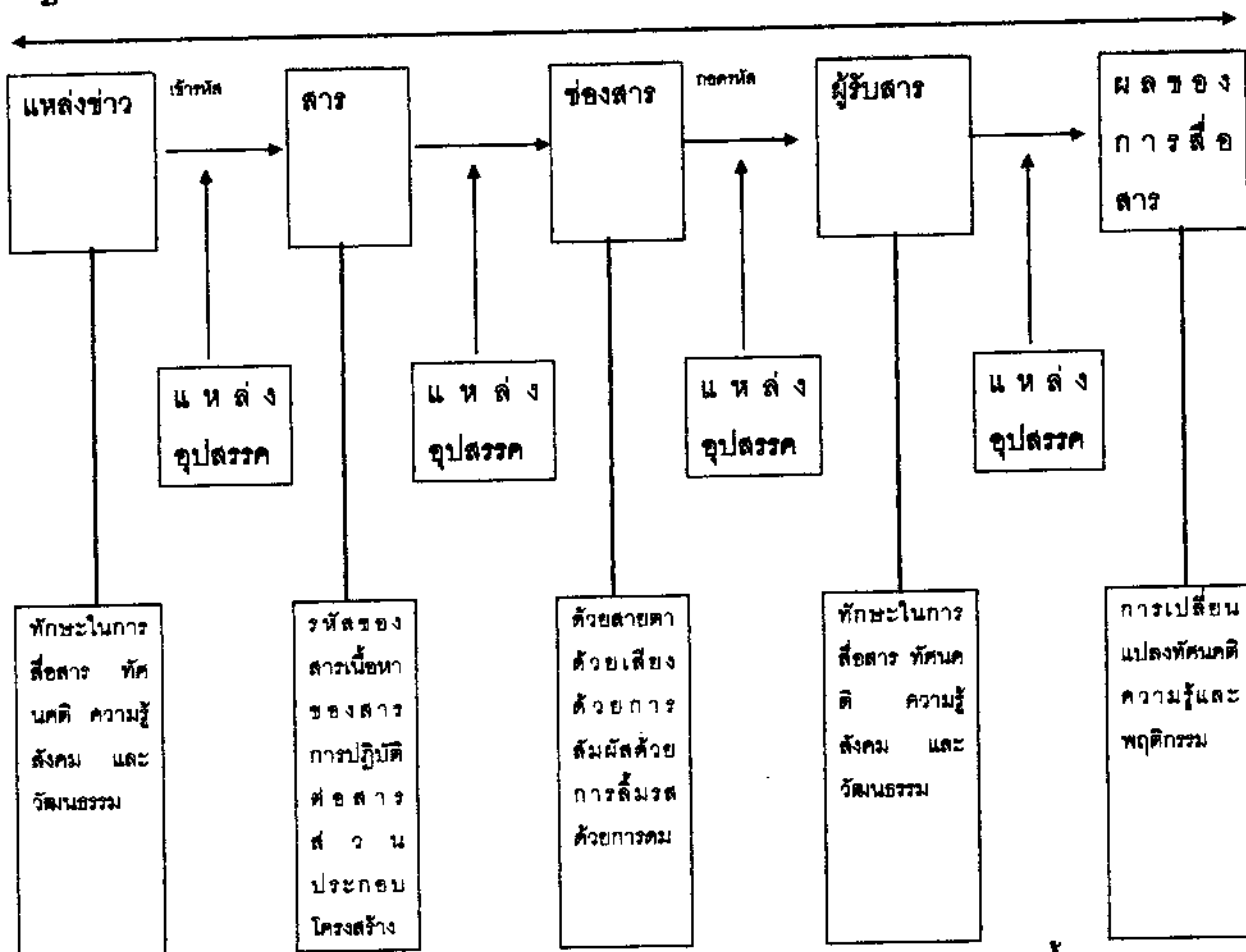 แหล่งข่าว
เข้ารหัส
สาร
ช่องสาร
ถอดรหัส
ผู้รับสาร
ผลของ
การสื่อ
สาร
แหล่ง
อุปสรรค
แหล่ง
อุปสรรค
แหล่ง
อุปสรรค
แหล่ง
อุปสรรค
ทักษะในการ
สื่อสาร ทัศ
นคติ ความรู้
สังคม และ
วัฒนธรรม
รหัสของ
สารเนื้อหา
ของสาร
การปฏิบัติ
ต่อสาร
ส่วน
ประกอบ
โครงสร้าง
ด้วยสายตา
ด้วยเสียง
ด้วยการ
สัมผัสด้วย
การลิ้มรส
ด้วยการดม
ทักษะในการ
สื่อสาร ทัศนค
ติ ความรู้
สังคม และ
วัฒนธรรม
การเปลี่ยน
แปลงทัศนคติ
ความรู้และ
พฤติกรรม